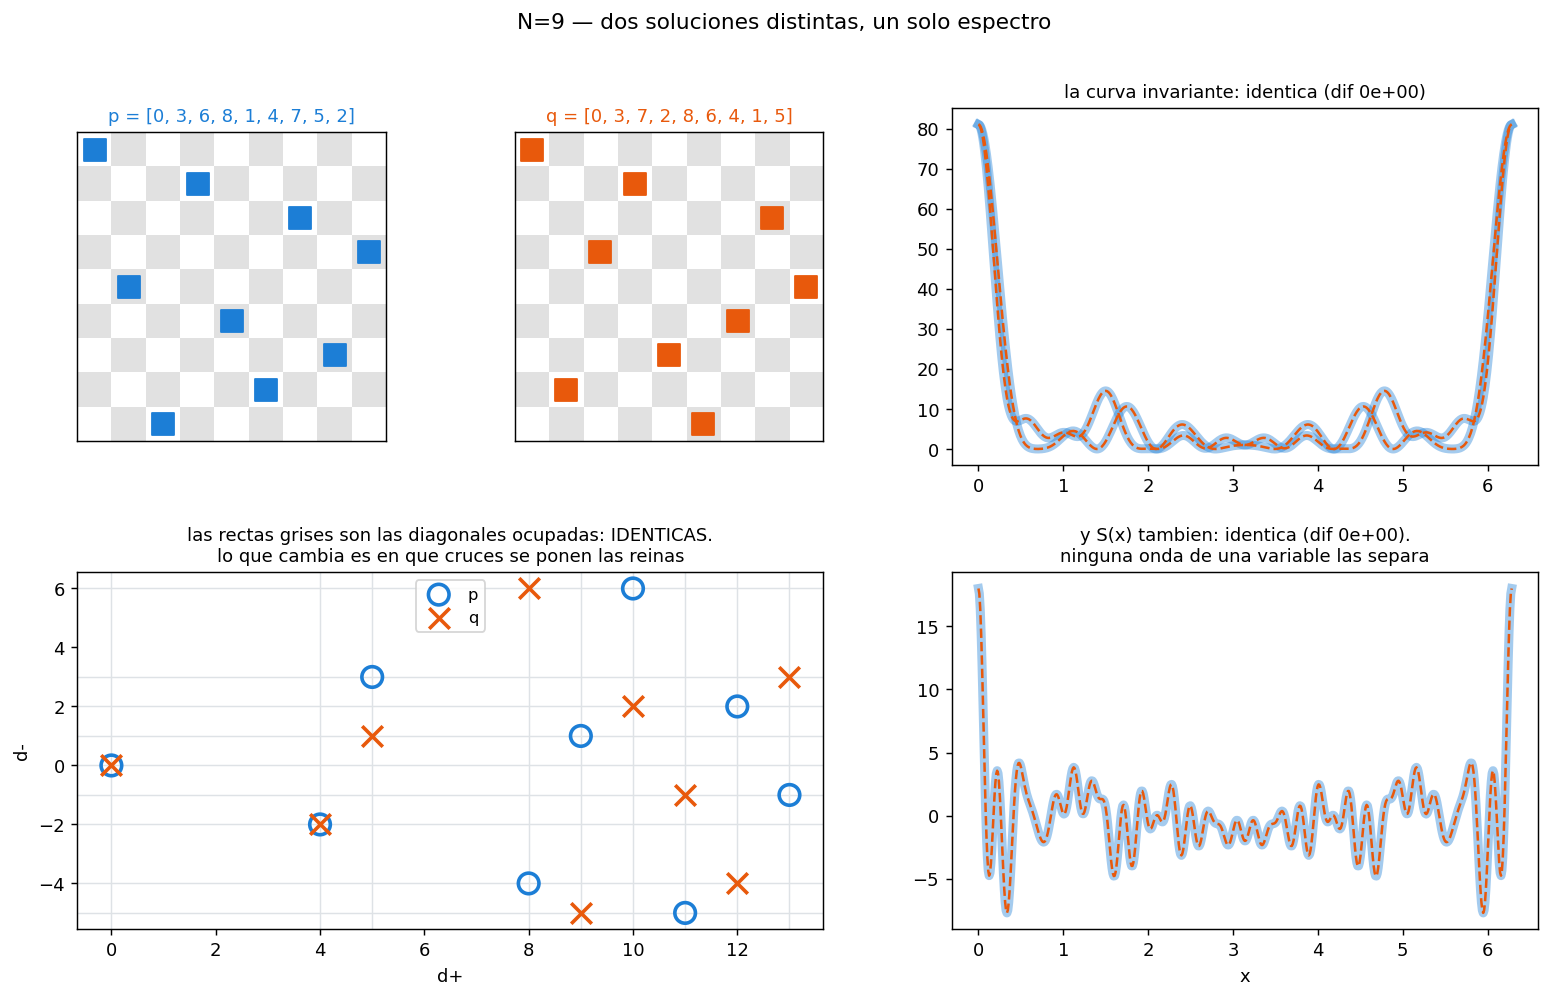 N=9 — dos soluciones distintas, un solo espectro
p = [0, 3, 6, 8, 1, 4, 7, 5, 2]
q = [0, 3, 7, 2, 8, 6, 4, 1, 5]
la curva invariante: identica (dif 0e+00)
80
70
60
50
40
30
20
10
0
0 1 2 3 4 5 6
las rectas grises son las diagonales ocupadas: IDENTICAS.
lo que cambia es en que cruces se ponen las reinas
p
q
6
4
2
0
−2
−4
d-
0 2 4 6 8 10 12
d+
y S(x) tambien: identica (dif 0e+00).
ninguna onda de una variable las separa
15
10
5
0
−5
0 1 2 3 4 5 6
x